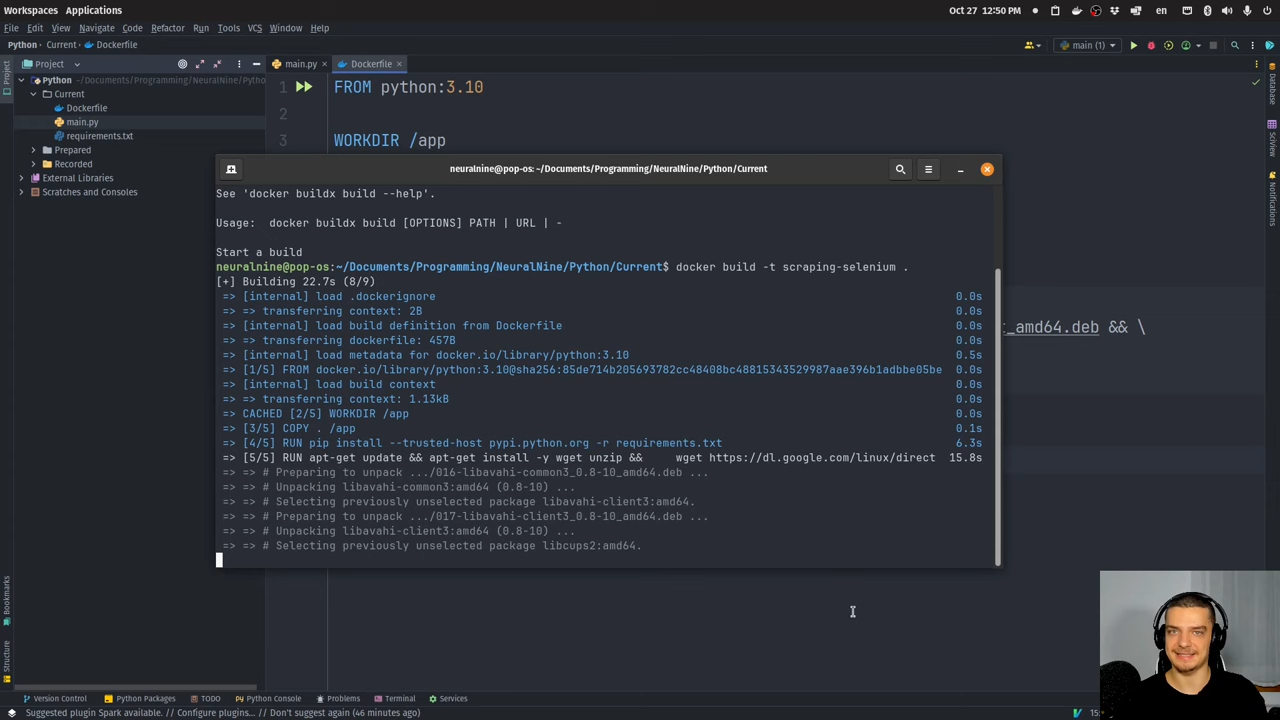 Workspaces Applications
Oct 27 12:50 PM
en
File Edit View Navigate Code Refactor Run Tools VCS Window Help
Python Current Dockerfile
main (1)
Project
Project
main.py
Dockerfile
Python ~/Documents/Programming/NeuralNine/Pytho
Current
Dockerfile
main.py
requirements.txt
Prepared
Recorded
External Libraries
Scratches and Consoles
1 FROM python:3.10
2
3 WORKDIR /app
Database
SciView
Notifications
neuralnine@pop-os: ~/Documents/Programming/NeuralNine/Python/Current
See 'docker buildx build --help'.
Usage:  docker buildx build [OPTIONS] PATH | URL | -
Start a build
neuralnine@pop-os:~/Documents/Programming/NeuralNine/Python/Current$ docker build -t scraping-selenium .
[+] Building 22.7s (8/9)
=> [internal] load .dockerignore 0.0s
=> => transferring context: 2B 0.0s
=> [internal] load build definition from Dockerfile 0.0s
=> => transferring dockerfile: 457B 0.0s
=> [internal] load metadata for docker.io/library/python:3.10 0.5s
=> [1/5] FROM docker.io/library/python:3.10@sha256:85de714b205693782cc48408bc48815343529987aae396b1adbbe05be 0.0s
=> [internal] load build context 0.0s
=> => transferring context: 1.13kB 0.0s
=> CACHED [2/5] WORKDIR /app 0.0s
=> [3/5] COPY . /app 0.1s
=> [4/5] RUN pip install --trusted-host pypi.python.org -r requirements.txt 6.3s
=> [5/5] RUN apt-get update && apt-get install -y wget unzip &&     wget https://dl.google.com/linux/direct 15.8s
=> => # Preparing to unpack .../016-libavahi-common3_0.8-10_amd64.deb ...
=> => # Unpacking libavahi-common3:amd64 (0.8-10) ...
=> => # Selecting previously unselected package libavahi-client3:amd64.
=> => # Preparing to unpack .../017-libavahi-client3_0.8-10_amd64.deb ...
=> => # Unpacking libavahi-client3:amd64 (0.8-10) ...
=> => # Selecting previously unselected package libcups2:amd64.
_amd64.deb && \
Bookmarks
Structure
Version Control Python Packages TODO Python Console Problems Terminal Services
Suggested plugin Spark available. // Configure plugins... // Don't suggest again (46 minutes ago)
15: